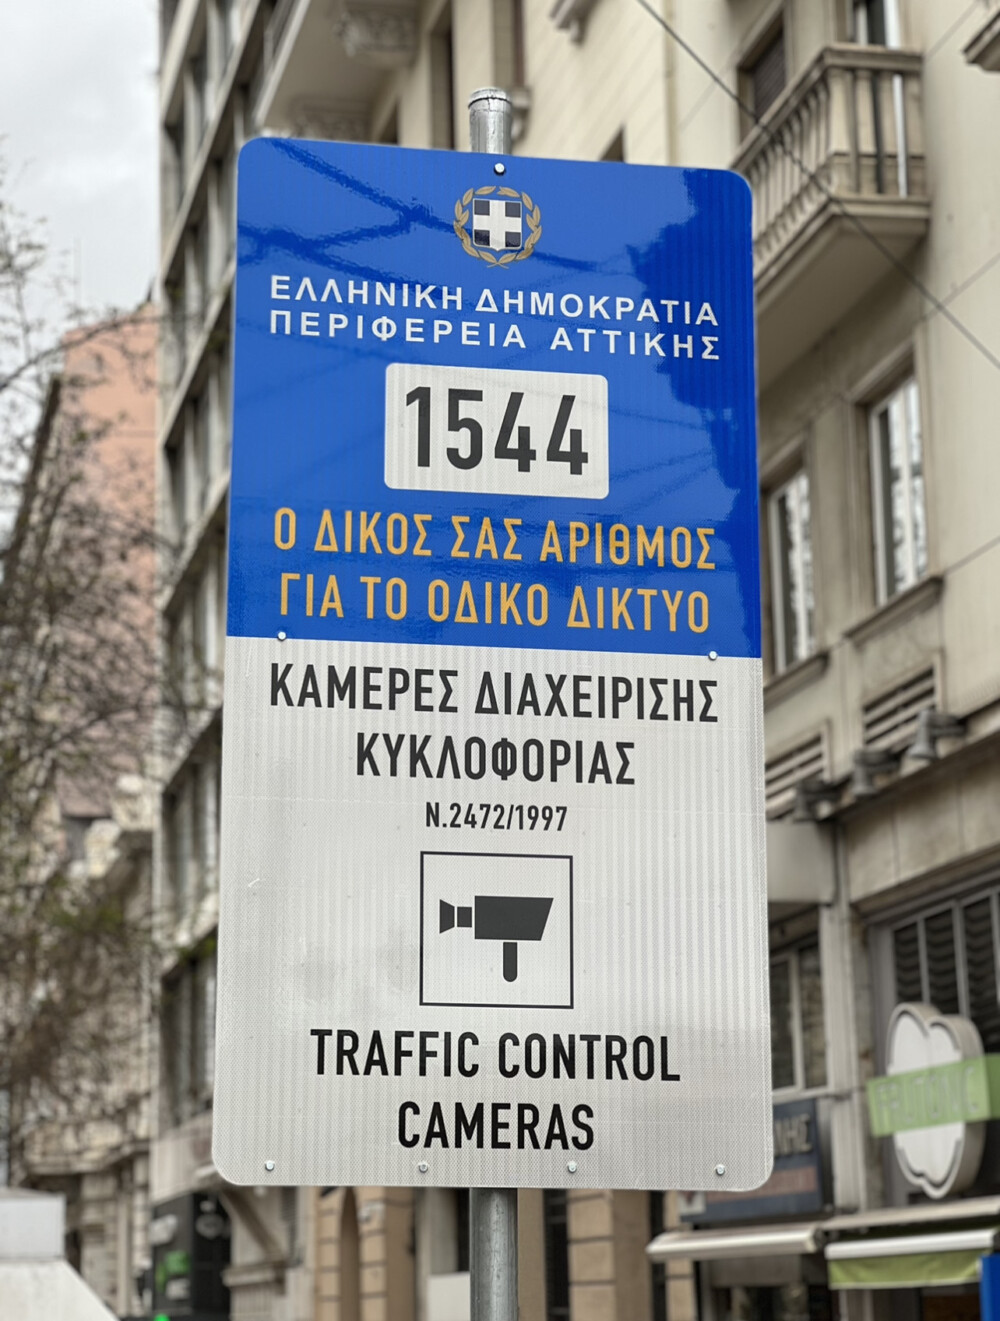 ΕΛΛΗΝΙΚΗ ΔΗΜΟΚΡΑΤΙΑ
ΠΕΡΙΦΕΡΕΙΑ ΑΤΤΙΚΗΣ
1544
Ο ΔΙΚΟΣ ΣΑΣ ΑΡΙΘΜΟΣ
ΓΙΑ ΤΟ ΟΔΙΚΟ ΔΙΚΤΥΟ
ΚΑΜΕΡΕΣ ΔΙΑΧΕΙΡΙΣΗΣ
ΚΥΚΛΟΦΟΡΙΑΣ
Ν.2472/1997
TRAFFIC CONTROL
CAMERAS